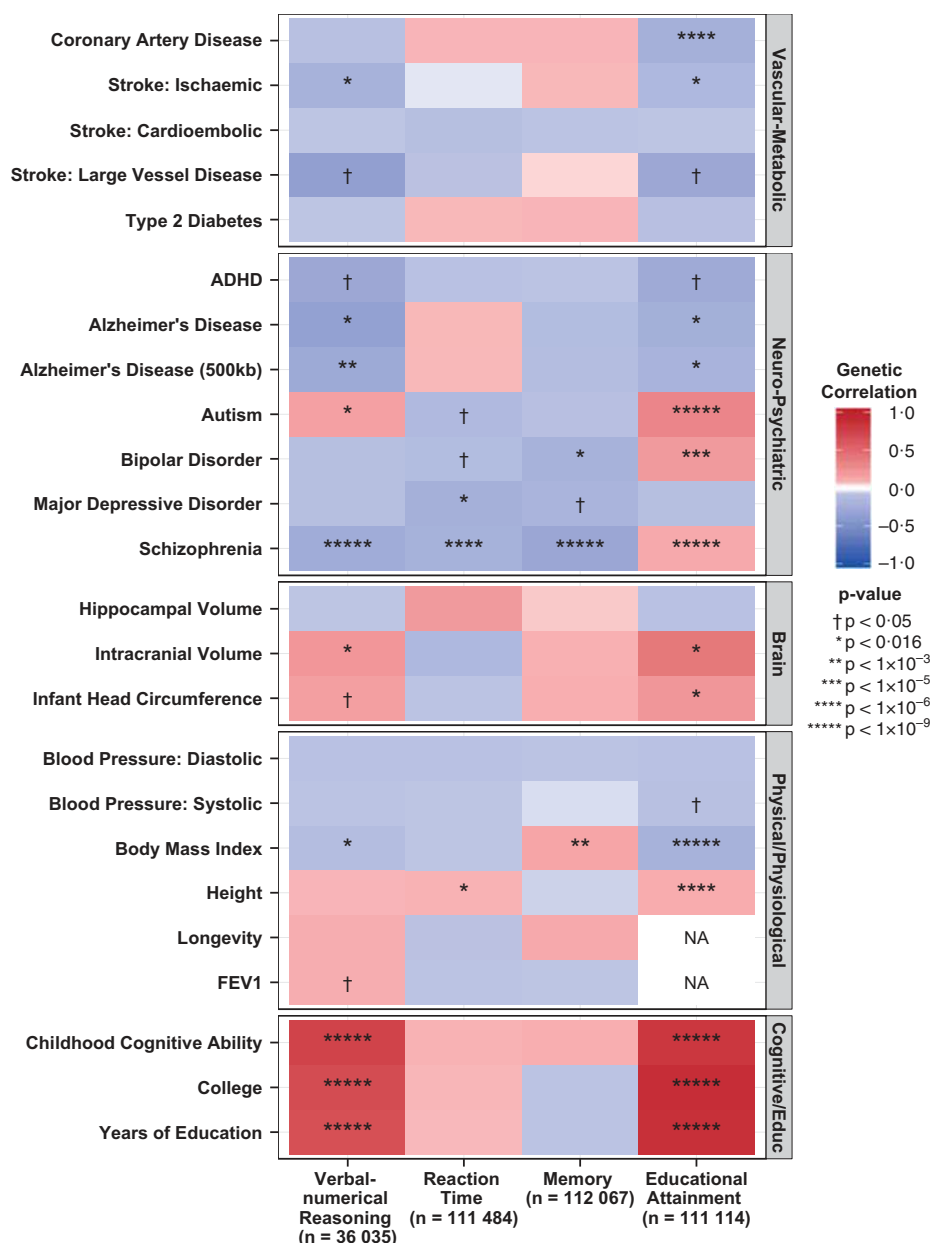 Coronary Artery Disease ****
Stroke: Ischaemic * *
Stroke: Cardioembolic
Stroke: Large Vessel Disease † †
Type 2 Diabetes
Vascular-Metabolic
ADHD † †
Alzheimer's Disease * *
Alzheimer's Disease (500kb) ** *
Autism * † *****
Bipolar Disorder † * ***
Major Depressive Disorder * †
Schizophrenia ***** **** ***** *****
Neuro-Psychiatric
Hippocampal Volume
Intracranial Volume * *
Infant Head Circumference † *
Brain
Blood Pressure: Diastolic
Blood Pressure: Systolic †
Body Mass Index * ** *****
Height * ****
Longevity NA
FEV1 † NA
Physical/Physiological
Childhood Cognitive Ability ***** *****
College ***** *****
Years of Education ***** *****
Cognitive/Educ
Verbal-
numerical
Reasoning
(n = 36 035)
Reaction
Time
(n = 111 484)
Memory
(n = 112 067)
Educational
Attainment
(n = 111 114)
Genetic
Correlation
1·0
0·5
0·0
−0·5
−1·0
p-value
† p < 0·05
* p < 0·016
** p < 1×10⁻³
*** p < 1×10⁻⁵
**** p < 1×10⁻⁶
***** p < 1×10⁻⁹